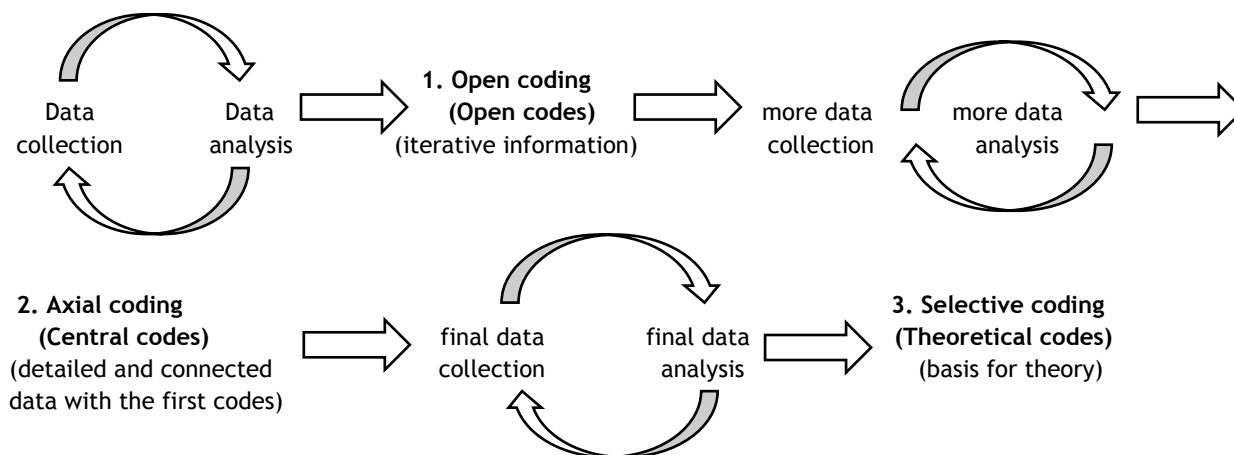 Data
collection
Data
analysis
1. Open coding
(Open codes)
(iterative information)
more data
collection
more data
analysis
2. Axial coding
(Central codes)
(detailed and connected
data with the first codes)
final data
collection
final data
analysis
3. Selective coding
(Theoretical codes)
(basis for theory)